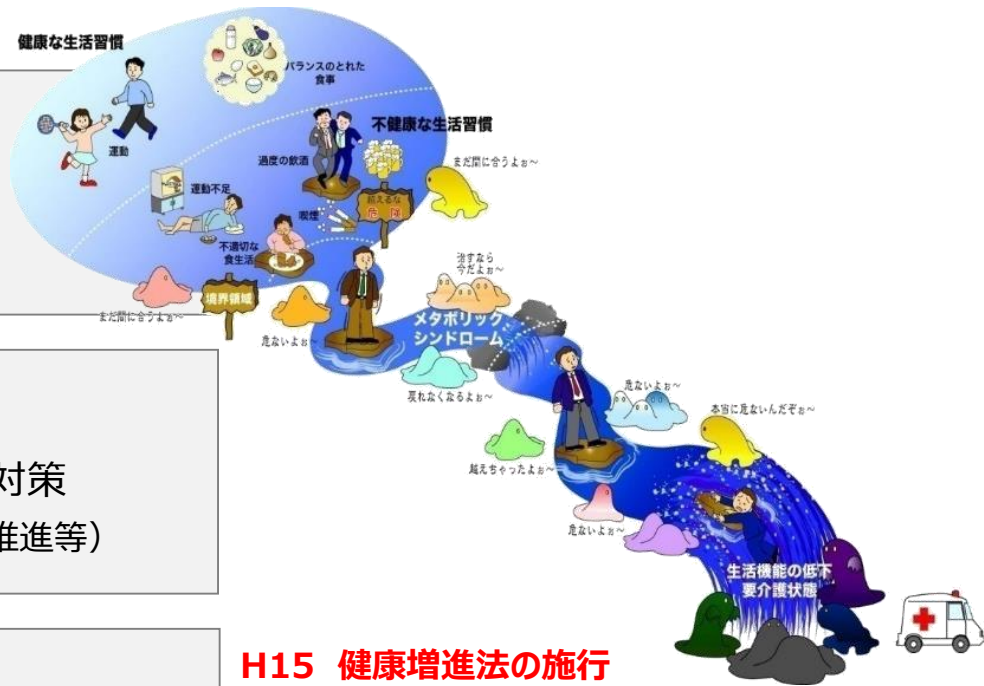 健康な生活習慣
バランスのとれた
食事
運動
不健康な生活習慣
過度の飲酒
まだ間に合うよぉ～
運動不足
超えるな
危険
喫煙
不適切な
食生活
治すなら
今だよぉ～
境界領域
まだ間に合うよぉ～
危ないよぉ～
メタボリック
シンドローム
戻れなくなるよぉ～
危ないよぉ～
本当に危ないんだぞぉ～
越えちゃったよぉ～
対策
推進等）
危ないよぉ～
生活機能の低下
要介護状態
H15 健康増進法の施行